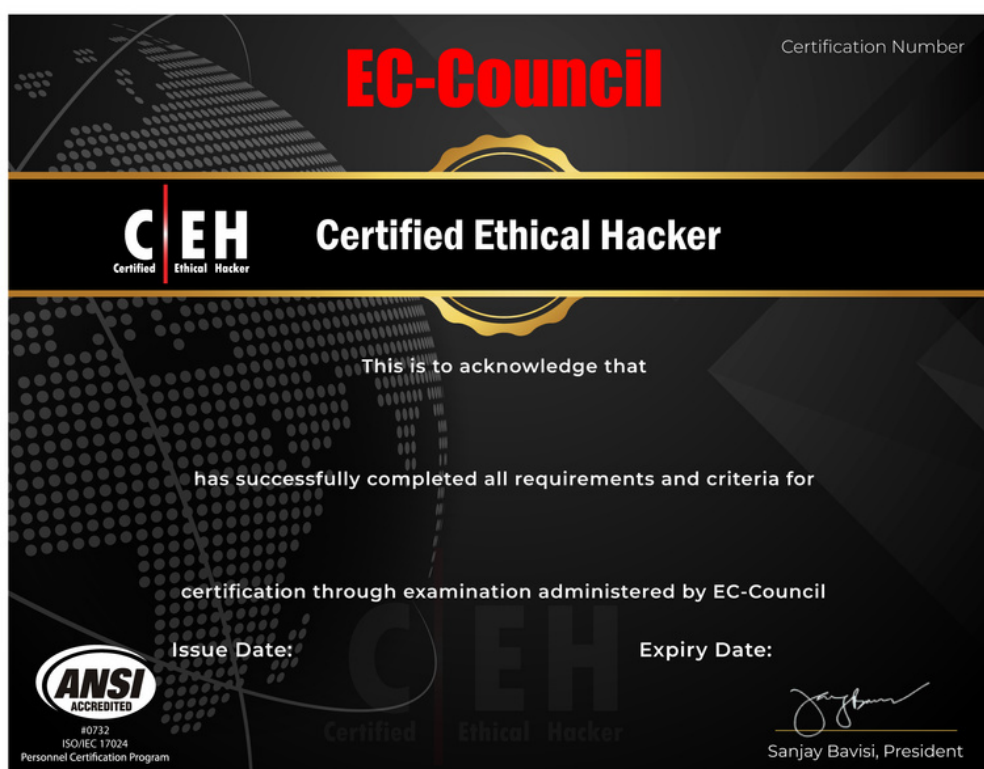 EC-Council
Certification Number
C EH
Certified Ethical Hacker
Certified Ethical Hacker
This is to acknowledge that
has successfully completed all requirements and criteria for
certification through examination administered by EC-Council
Issue Date:
Expiry Date:
C EH
Certified Ethical Hacker
ANSI
ACCREDITED
#0732
ISO/IEC 17024
Personnel Certification Program
Sanjay Bavisi, President